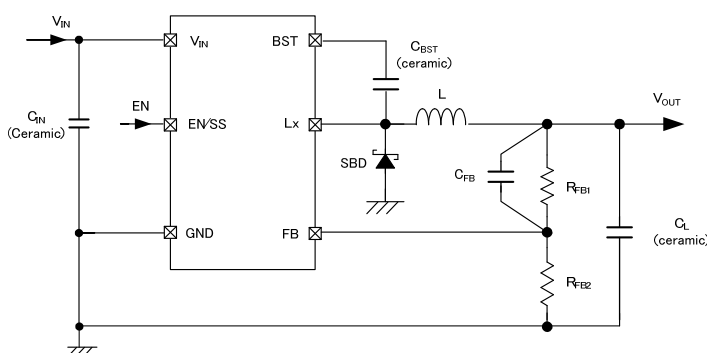 VIN
VIN
BST
CBST
(ceramic)
L
VOUT
CIN
(Ceramic)
EN
EN/SS
Lx
SBD
CFB
RFB1
GND
FB
CL
(ceramic)
RFB2